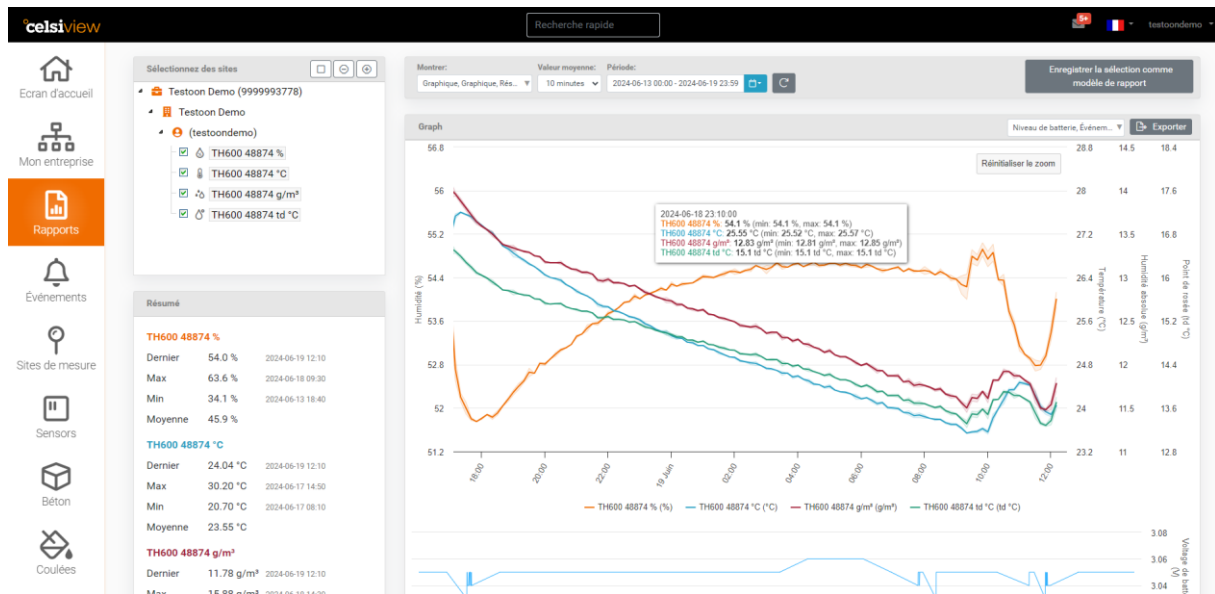 °celsiview
Recherche rapide
5+
testoondemo
Ecran d'accueil
Mon entreprise
Rapports
Événements
Sites de mesure
Sensors
Béton
Coulées
Sélectionnez des sites
Testoon Demo (9999993778)
Testoon Demo
(testoondemo)
TH600 48874 %
TH600 48874 °C
TH600 48874 g/m³
TH600 48874 td °C
Résumé
TH600 48874 %
Dernier 54.0 % 2024-06-19 12:10
Max 63.6 % 2024-06-18 09:30
Min 34.1 % 2024-06-13 18:40
Moyenne 45.9 %
TH600 48874 °C
Dernier 24.04 °C 2024-06-19 12:10
Max 30.20 °C 2024-06-17 14:50
Min 20.70 °C 2024-06-17 08:10
Moyenne 23.55 °C
TH600 48874 g/m³
Dernier 11.78 g/m³ 2024-06-19 12:10
Max 15.88 g/m³
Montrer: Valeur moyenne: Période:
Graphique, Graphique, Rés... 10 minutes 2024-06-13 00:00 - 2024-06-19 23:59
Enregistrer la sélection comme
modèle de rapport
Graph
Niveau de batterie, Événem... Exporter
Réinitialiser le zoom
2024-06-18 23:10:00
TH600 48874 %: 54.1 % (min: 54.1 %, max: 54.1 %)
TH600 48874 °C: 25.55 °C (min: 25.52 °C, max: 25.57 °C)
TH600 48874 g/m³: 12.83 g/m³ (min: 12.81 g/m³, max: 12.85 g/m³)
TH600 48874 td °C: 15.1 td °C (min: 15.1 td °C, max: 15.1 td °C)
56.8 28.8 14.5 18.4
56 28 14 17.6
55.2 27.2 13.5 16.8
54.4 26.4 13 16
53.6 25.6 12.5 15.2
52.8 24.8 12 14.4
52 24 11.5 13.6
51.2 23.2 11 12.8
Humidité (%)
Température (°C)
Humidité absolue (g/m³)
Point de rosée (td °C)
18:00 20:00 22:00 19 Juin 02:00 04:00 06:00 08:00 10:00 12:00
TH600 48874 % (%) TH600 48874 °C (°C) TH600 48874 g/m³ (g/m³) TH600 48874 td °C (td °C)
3.08
3.06
3.04
Voltage de batt
(V)